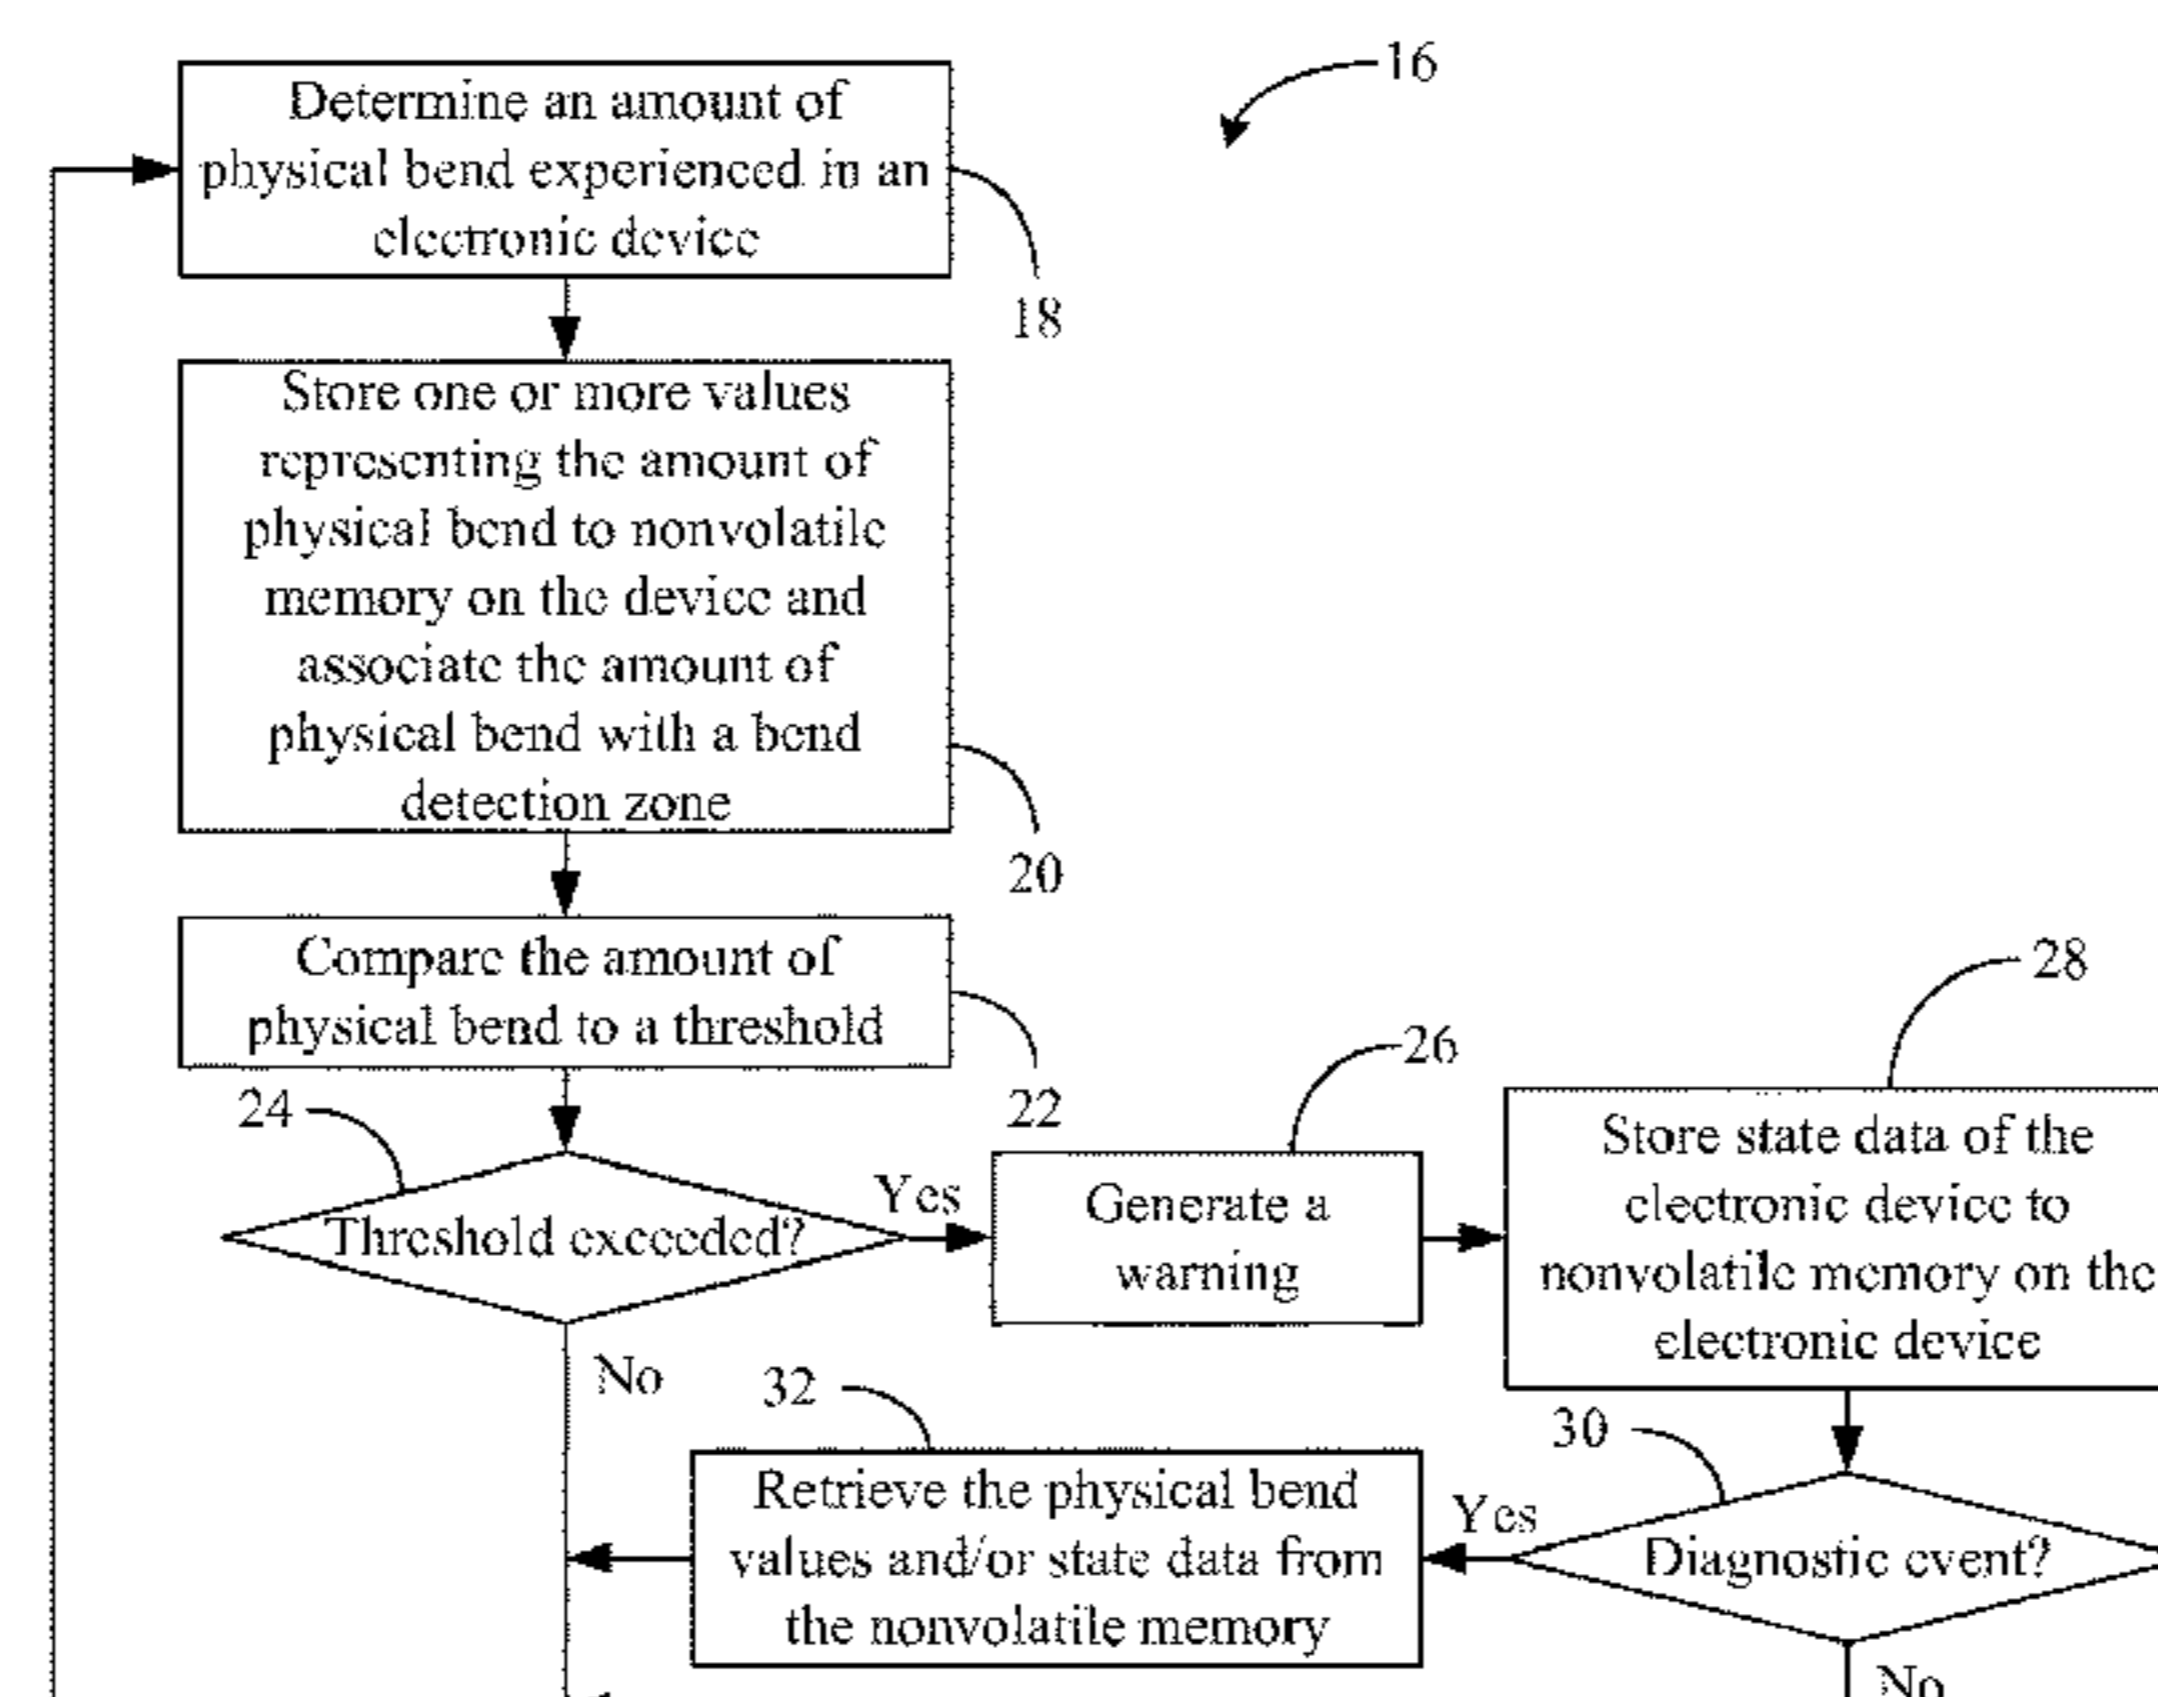 16
Determine an amount of
physical bend experienced in an
electronic device
18
Store one or more values
representing the amount of
physical bend to nonvolatile
memory on the device and
associate the amount of
physical bend with a bend
detection zone
20
Compare the amount of
physical bend to a threshold
22
24
Threshold exceeded?
Yes
No
26
Generate a
warning
28
Store state data of the
electronic device to
nonvolatile memory on the
electronic device
30
Diagnostic event?
Yes
No
32
Retrieve the physical bend
values and/or state data from
the nonvolatile memory